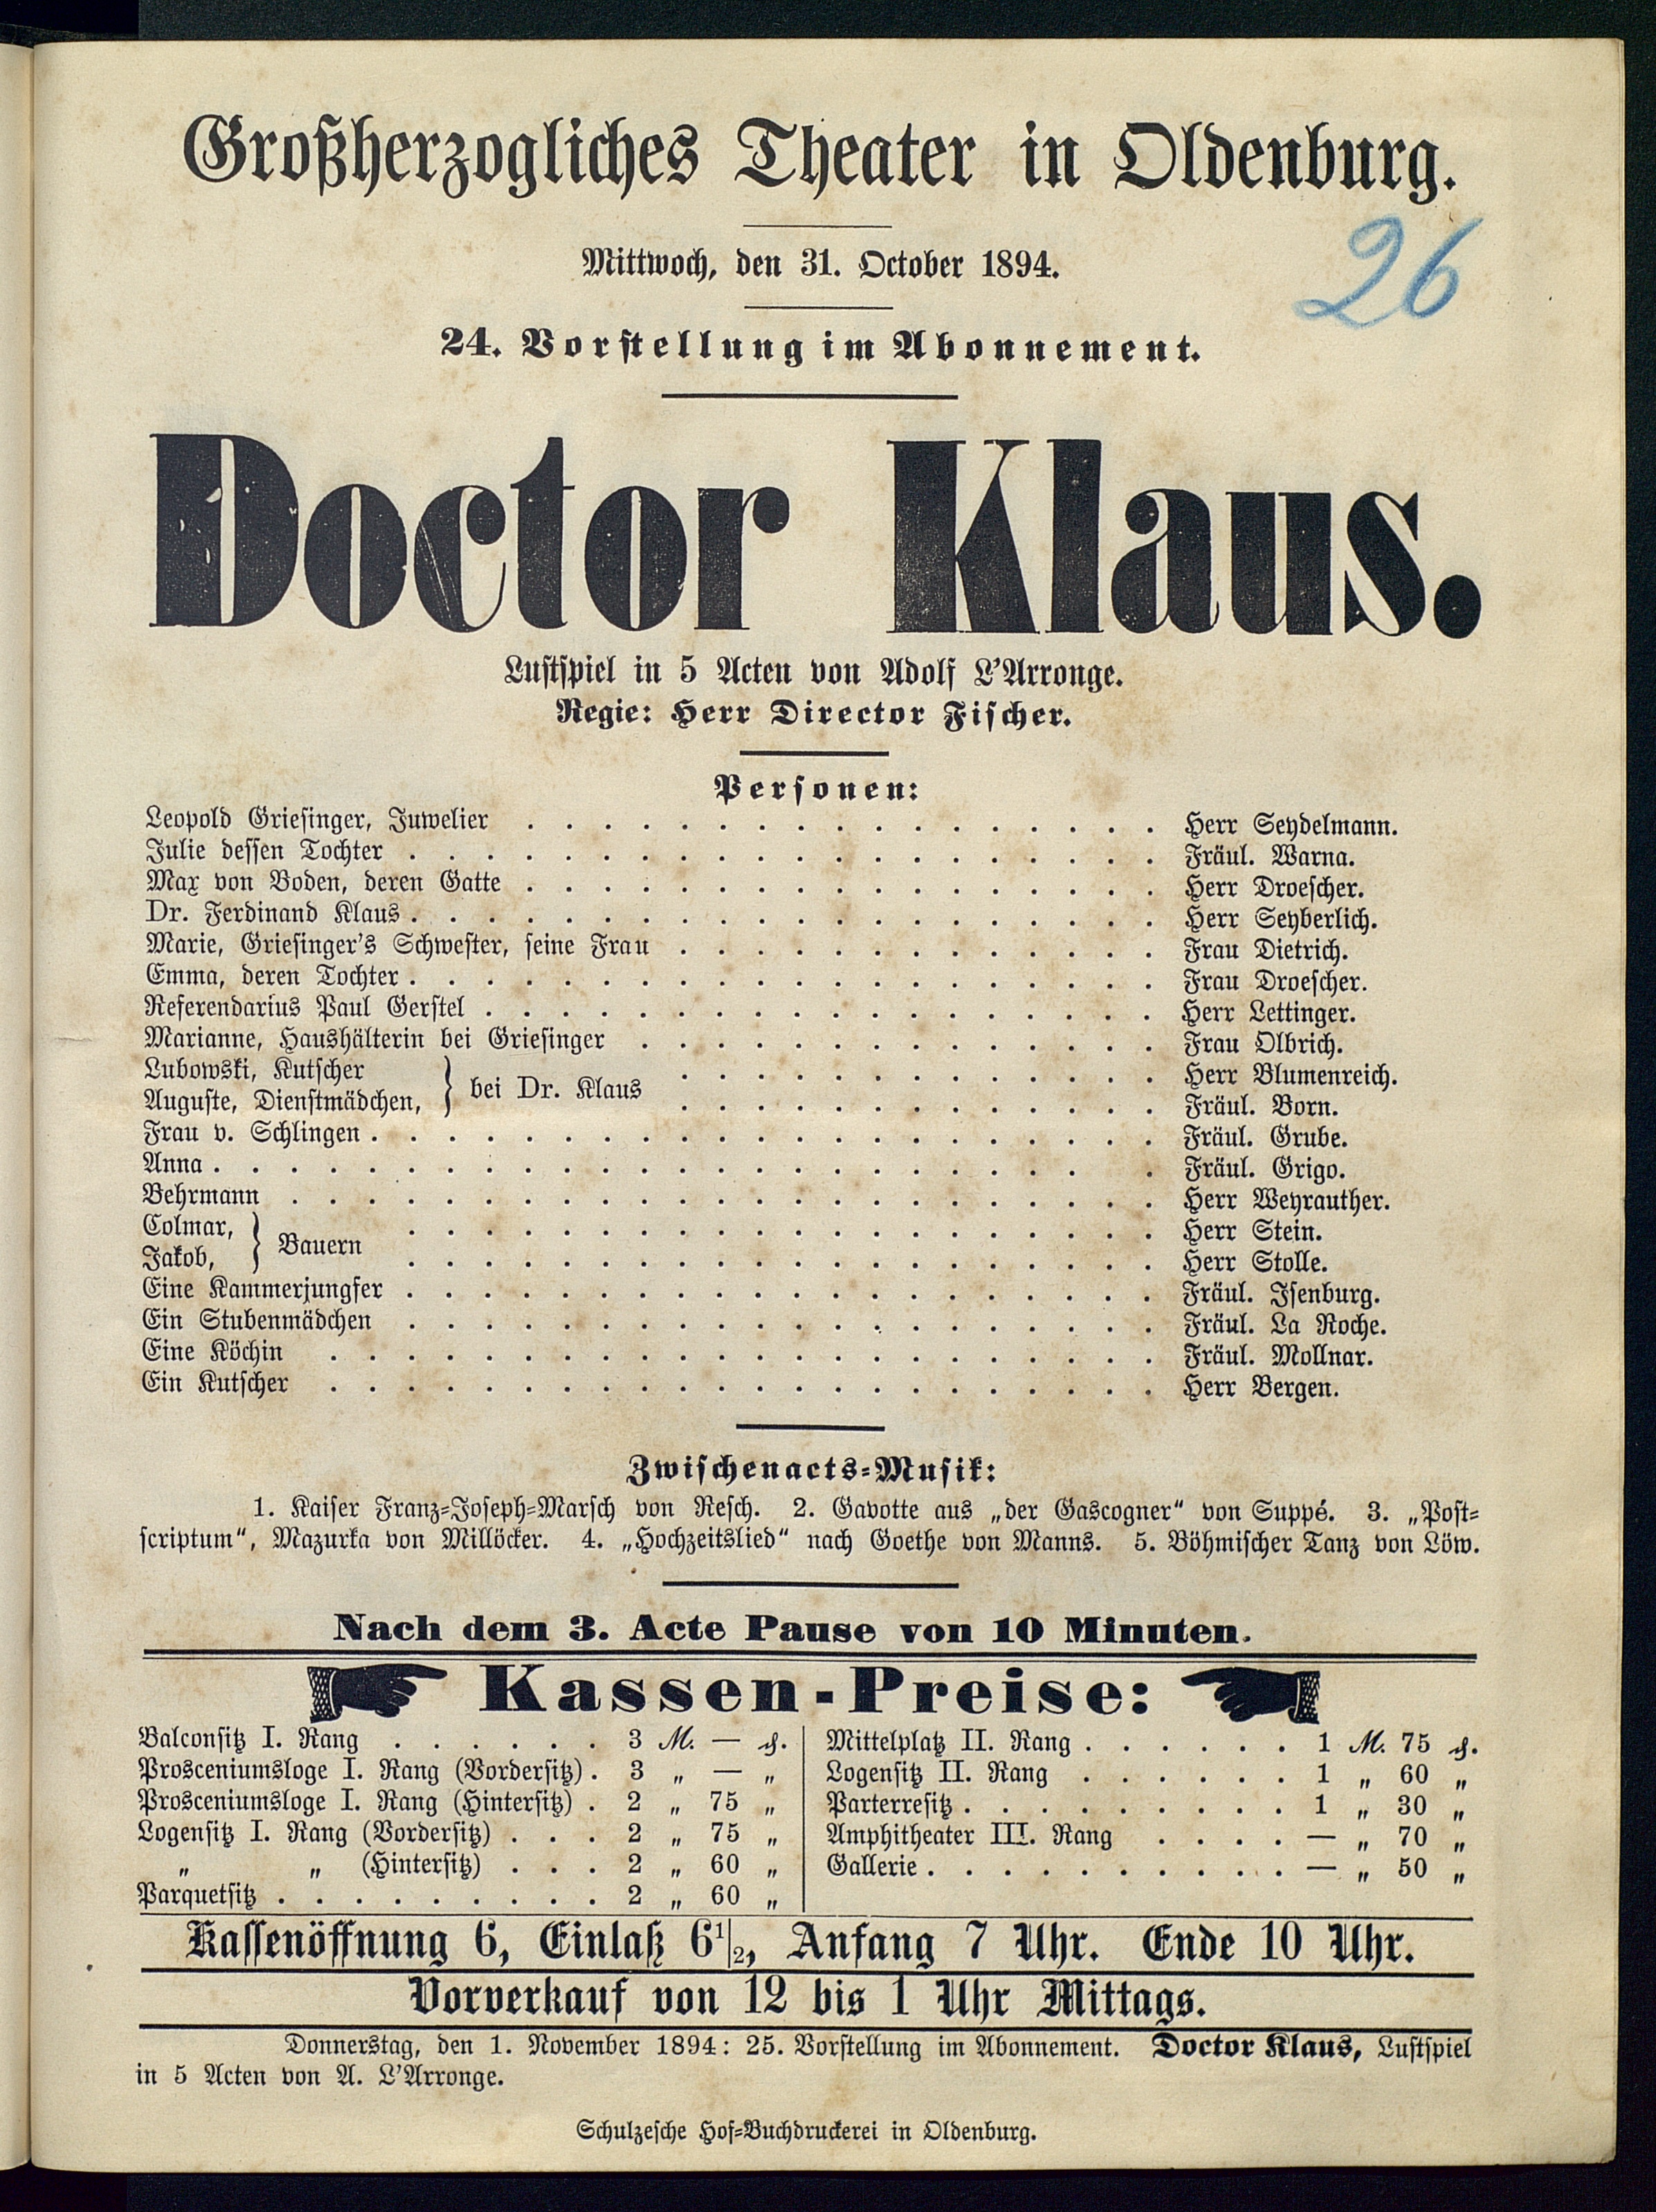 Großherzogliches Theater in Oldenburg.
26
Mittwoch, den 31. October 1894.
24. Vorstellung im Abonnement.
Doctor Klaus.
Lustspiel in 5 Acten von Adolf L'Arronge.
Regie: Herr Director Fischer.
Personen:
Leopold Griesinger, Juwelier . . . . . . . . . . . . . . . . . Herr Seydelmann.
Julie dessen Tochter . . . . . . . . . . . . . . . . . . . . Fräul. Warna.
Max von Boden, deren Gatte . . . . . . . . . . . . . . . . . Herr Droescher.
Dr. Ferdinand Klaus . . . . . . . . . . . . . . . . . . . . Herr Seyberlich.
Marie, Griesinger's Schwester, seine Frau . . . . . . . . . . . . . Frau Dietrich.
Emma, deren Tochter . . . . . . . . . . . . . . . . . . . . Frau Droescher.
Referendarius Paul Gerstel . . . . . . . . . . . . . . . . . . Herr Lettinger.
Marianne, Haushälterin bei Griesinger . . . . . . . . . . . . . . Frau Olbrich.
Lubowski, Kutscher } bei Dr. Klaus . . . . . . . . . . . . . Herr Blumenreich.
Auguste, Dienstmädchen, . . . . . . . . . . . . . Fräul. Born.
Frau v. Schlingen . . . . . . . . . . . . . . . . . . . . . Fräul. Grube.
Anna . . . . . . . . . . . . . . . . . . . . . . . . Fräul. Grigo.
Behrmann . . . . . . . . . . . . . . . . . . . . . . . Herr Weyrauther.
Colmar, } Bauern . . . . . . . . . . . . . . . . . . . . Herr Stein.
Jakob, . . . . . . . . . . . . . . . . . . . . Herr Stolle.
Eine Kammerjungfer . . . . . . . . . . . . . . . . . . . . Fräul. Isenburg.
Ein Stubenmädchen . . . . . . . . . . . . . . . . . . . . Fräul. La Roche.
Eine Köchin . . . . . . . . . . . . . . . . . . . . . . Fräul. Mollnar.
Ein Kutscher . . . . . . . . . . . . . . . . . . . . . . Herr Bergen.
Zwischenacts-Musik:
1. Kaiser Franz-Joseph-Marsch von Resch. 2. Gavotte aus „der Gascogner“ von Suppé. 3. „Post-
scriptum“, Mazurka von Millöcker. 4. „Hochzeitslied“ nach Goethe von Manns. 5. Böhmischer Tanz von Löw.
Nach dem 3. Acte Pause von 10 Minuten.
Kassen-Preise:
Balconsitz I. Rang . . . . . . 3 M. — ₰.
Prosceniumsloge I. Rang (Vordersitz) . 3 „ — „
Prosceniumsloge I. Rang (Hintersitz) . 2 „ 75 „
Logensitz I. Rang (Vordersitz) . . . 2 „ 75 „
„ „ (Hintersitz) . . . 2 „ 60 „
Parquetsitz . . . . . . . . . 2 „ 60 „
Mittelplatz II. Rang . . . . . . 1 M. 75 ₰.
Logensitz II. Rang . . . . . . 1 „ 60 „
Parterresitz . . . . . . . . . 1 „ 30 „
Amphitheater III. Rang . . . . — „ 70 „
Gallerie . . . . . . . . . . — „ 50 „
Kassenöffnung 6, Einlaß 6 1/2, Anfang 7 Uhr. Ende 10 Uhr.
Vorverkauf von 12 bis 1 Uhr Mittags.
Donnerstag, den 1. November 1894: 25. Vorstellung im Abonnement. Doctor Klaus, Lustspiel
in 5 Acten von A. L'Arronge.
Schulzesche Hof-Buchdruckerei in Oldenburg.